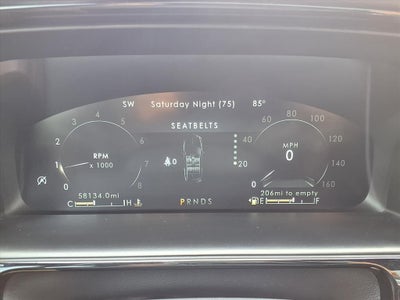 SW Saturday Night (75) 85°
SEATBELTS
3 4 5 2 6 1 7 0 8
RPM
x 1000
0
20
60 80 100 40 120 20 140 0 160
MPH
0
58134.0mi
206mi to empty
C H
PRNDS
E F